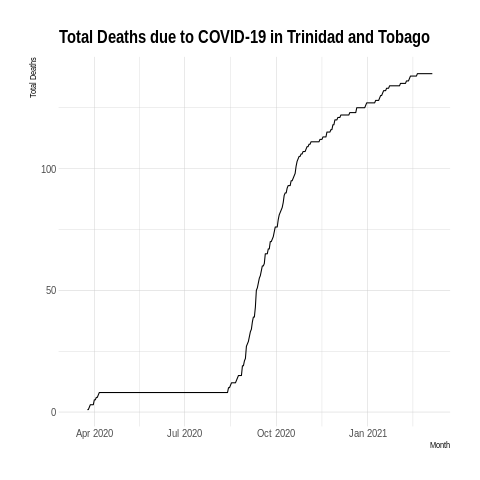 Total Deaths due to COVID-19 in Trinidad and Tobago
Total Deaths
100
50
0
Apr 2020 Jul 2020 Oct 2020 Jan 2021
Month